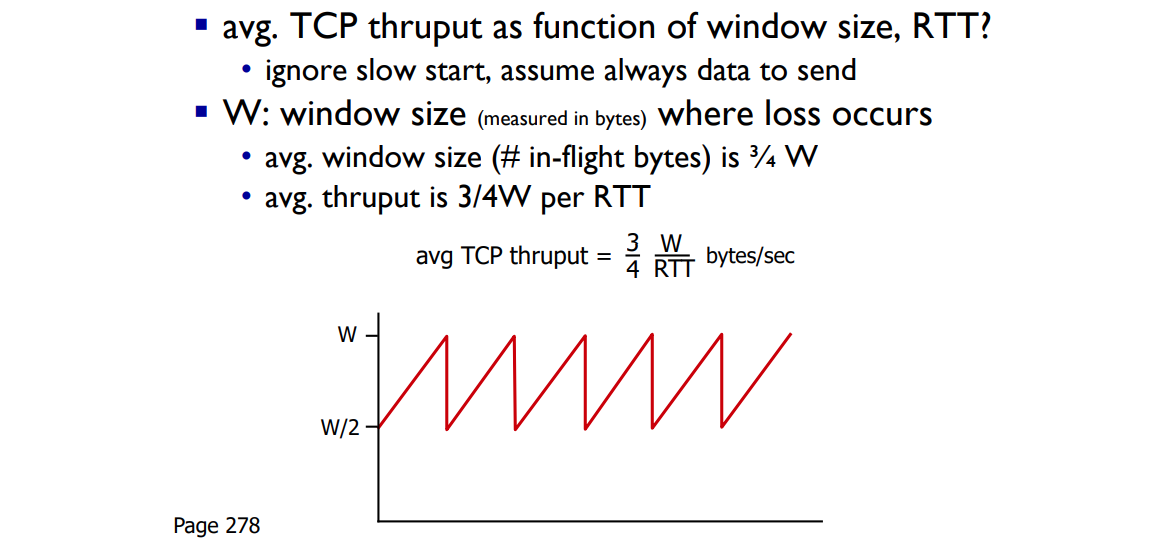 ▪ avg. TCP thruput as function of window size, RTT?
• ignore slow start, assume always data to send
▪ W: window size (measured in bytes) where loss occurs
• avg. window size (# in-flight bytes) is ¾ W
• avg. thruput is 3/4W per RTT
avg TCP thruput = 3/4 W/RTT bytes/sec
W
W/2
Page 278